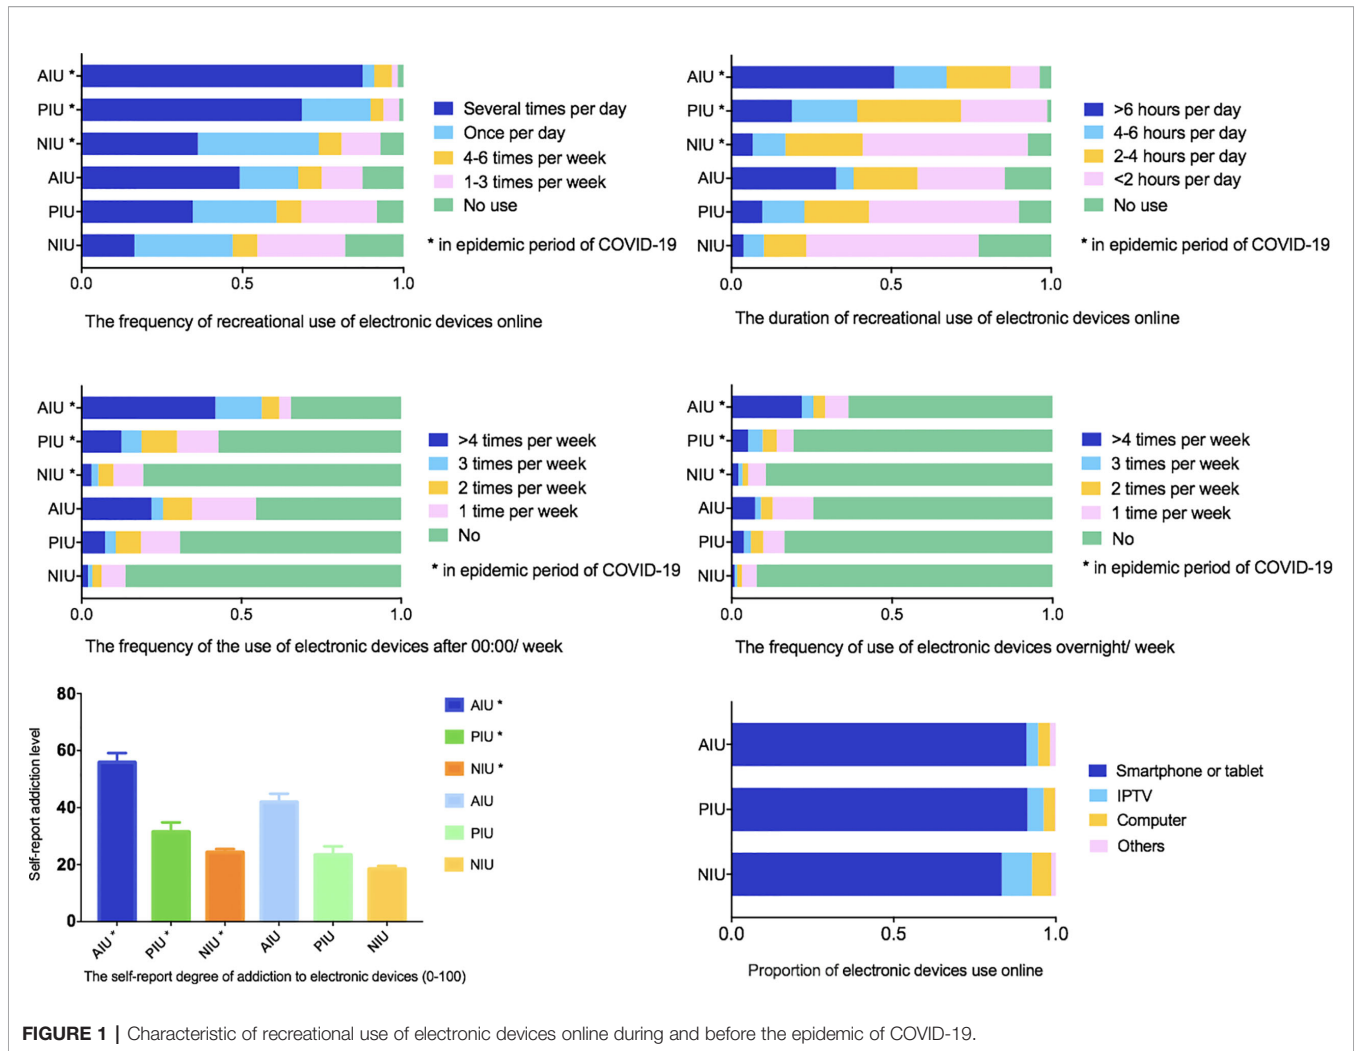 AIU *
PIU *
NIU *
AIU
PIU
NIU
0.0 0.5 1.0
Several times per day
Once per day
4-6 times per week
1-3 times per week
No use
* in epidemic period of COVID-19
The frequency of recreational use of electronic devices online
AIU *
PIU *
NIU *
AIU
PIU
NIU
0.0 0.5 1.0
>6 hours per day
4-6 hours per day
2-4 hours per day
<2 hours per day
No use
* in epidemic period of COVID-19
The duration of recreational use of electronic devices online
AIU *
PIU *
NIU *
AIU
PIU
NIU
0.0 0.5 1.0
>4 times per week
3 times per week
2 times per week
1 time per week
No
* in epidemic period of COVID-19
The frequency of the use of electronic devices after 00:00/ week
AIU *
PIU *
NIU *
AIU
PIU
NIU
0.0 0.5 1.0
>4 times per week
3 times per week
2 times per week
1 time per week
No
* in epidemic period of COVID-19
The frequency of use of electronic devices overnight/ week
Self-report addiction level
80
60
40
20
0
AIU * PIU * NIU * AIU PIU NIU
AIU *
PIU *
NIU *
AIU
PIU
NIU
The self-report degree of addiction to electronic devices (0-100)
AIU
PIU
NIU
0.0 0.5 1.0
Smartphone or tablet
IPTV
Computer
Others
Proportion of electronic devices use online
FIGURE 1 | Characteristic of recreational use of electronic devices online during and before the epidemic of COVID-19.